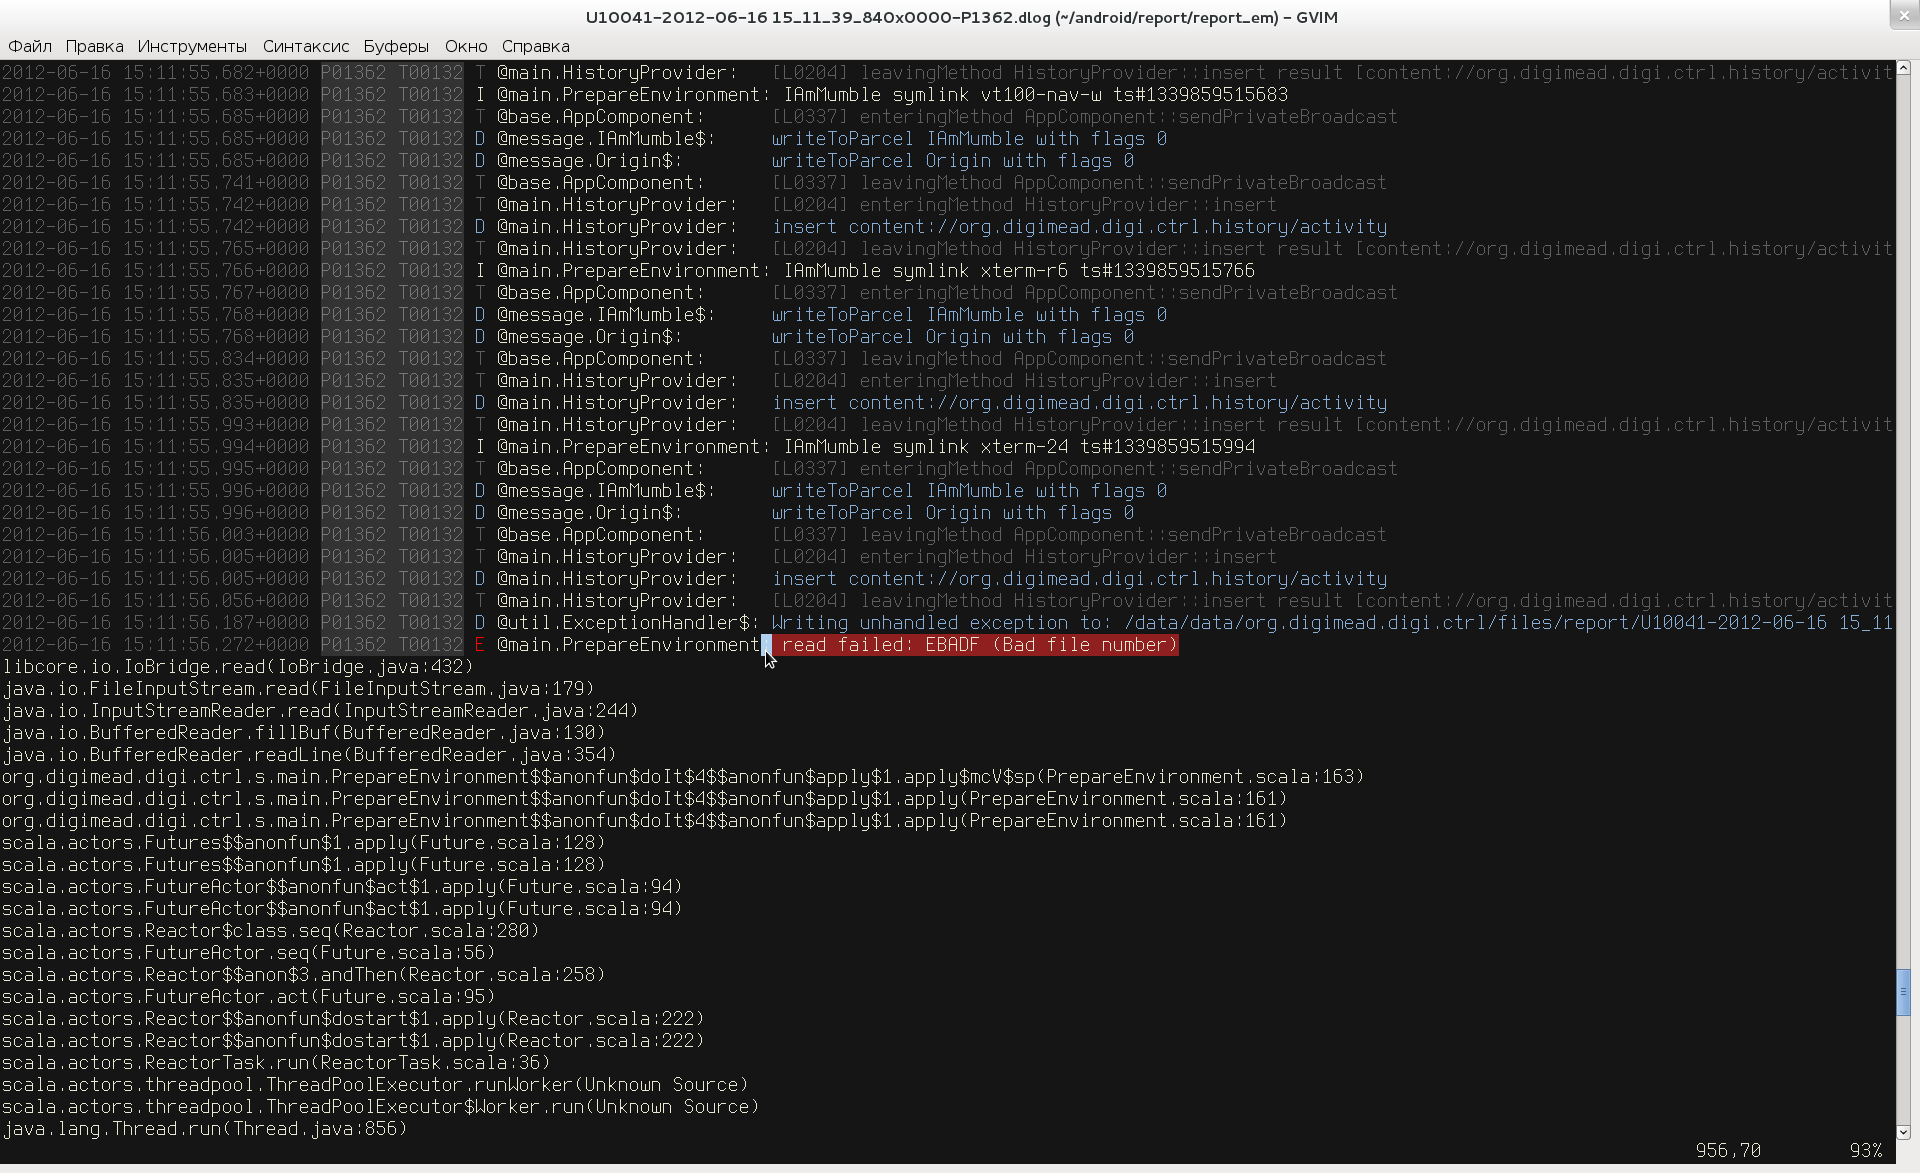 U10041-2012-06-16 15_11_39_840x0000-P1362.dlog (~/android/report/report_em) – GVIM
Файл Правка Инструменты Синтаксис Буферы Окно Справка
2012-06-16 15:11:55.682+0000 P01362 T00132 T @main.HistoryProvider: [L0204] leavingMethod HistoryProvider::insert result [content://org.digimead.digi.ctrl.history/activit
2012-06-16 15:11:55.683+0000 P01362 T00132 I @main.PrepareEnvironment: IAmMumble symlink vt100-nav-w ts#1339859515683
2012-06-16 15:11:55.685+0000 P01362 T00132 T @base.AppComponent: [L0337] enteringMethod AppComponent::sendPrivateBroadcast
2012-06-16 15:11:55.685+0000 P01362 T00132 D @message.IAmMumble$: writeToParcel IAmMumble with flags 0
2012-06-16 15:11:55.685+0000 P01362 T00132 D @message.Origin$: writeToParcel Origin with flags 0
2012-06-16 15:11:55.741+0000 P01362 T00132 T @base.AppComponent: [L0337] leavingMethod AppComponent::sendPrivateBroadcast
2012-06-16 15:11:55.742+0000 P01362 T00132 T @main.HistoryProvider: [L0204] enteringMethod HistoryProvider::insert
2012-06-16 15:11:55.742+0000 P01362 T00132 D @main.HistoryProvider: insert content://org.digimead.digi.ctrl.history/activity
2012-06-16 15:11:55.765+0000 P01362 T00132 T @main.HistoryProvider: [L0204] leavingMethod HistoryProvider::insert result [content://org.digimead.digi.ctrl.history/activit
2012-06-16 15:11:55.766+0000 P01362 T00132 I @main.PrepareEnvironment: IAmMumble symlink xterm-r6 ts#1339859515766
2012-06-16 15:11:55.767+0000 P01362 T00132 T @base.AppComponent: [L0337] enteringMethod AppComponent::sendPrivateBroadcast
2012-06-16 15:11:55.768+0000 P01362 T00132 D @message.IAmMumble$: writeToParcel IAmMumble with flags 0
2012-06-16 15:11:55.768+0000 P01362 T00132 D @message.Origin$: writeToParcel Origin with flags 0
2012-06-16 15:11:55.834+0000 P01362 T00132 T @base.AppComponent: [L0337] leavingMethod AppComponent::sendPrivateBroadcast
2012-06-16 15:11:55.835+0000 P01362 T00132 T @main.HistoryProvider: [L0204] enteringMethod HistoryProvider::insert
2012-06-16 15:11:55.835+0000 P01362 T00132 D @main.HistoryProvider: insert content://org.digimead.digi.ctrl.history/activity
2012-06-16 15:11:55.993+0000 P01362 T00132 T @main.HistoryProvider: [L0204] leavingMethod HistoryProvider::insert result [content://org.digimead.digi.ctrl.history/activit
2012-06-16 15:11:55.994+0000 P01362 T00132 I @main.PrepareEnvironment: IAmMumble symlink xterm-24 ts#1339859515994
2012-06-16 15:11:55.995+0000 P01362 T00132 T @base.AppComponent: [L0337] enteringMethod AppComponent::sendPrivateBroadcast
2012-06-16 15:11:55.996+0000 P01362 T00132 D @message.IAmMumble$: writeToParcel IAmMumble with flags 0
2012-06-16 15:11:55.996+0000 P01362 T00132 D @message.Origin$: writeToParcel Origin with flags 0
2012-06-16 15:11:56.003+0000 P01362 T00132 T @base.AppComponent: [L0337] leavingMethod AppComponent::sendPrivateBroadcast
2012-06-16 15:11:56.005+0000 P01362 T00132 T @main.HistoryProvider: [L0204] enteringMethod HistoryProvider::insert
2012-06-16 15:11:56.005+0000 P01362 T00132 D @main.HistoryProvider: insert content://org.digimead.digi.ctrl.history/activity
2012-06-16 15:11:56.056+0000 P01362 T00132 T @main.HistoryProvider: [L0204] leavingMethod HistoryProvider::insert result [content://org.digimead.digi.ctrl.history/activit
2012-06-16 15:11:56.187+0000 P01362 T00132 D @util.ExceptionHandler$: Writing unhandled exception to: /data/data/org.digimead.digi.ctrl/files/report/U10041-2012-06-16 15_11
2012-06-16 15:11:56.272+0000 P01362 T00132 E @main.PrepareEnvironment: read failed: EBADF (Bad file number)
libcore.io.IoBridge.read(IoBridge.java:432)
java.io.FileInputStream.read(FileInputStream.java:179)
java.io.InputStreamReader.read(InputStreamReader.java:244)
java.io.BufferedReader.fillBuf(BufferedReader.java:130)
java.io.BufferedReader.readLine(BufferedReader.java:354)
org.digimead.digi.ctrl.s.main.PrepareEnvironment$$anonfun$doIt$4$$anonfun$apply$1.apply$mcV$sp(PrepareEnvironment.scala:163)
org.digimead.digi.ctrl.s.main.PrepareEnvironment$$anonfun$doIt$4$$anonfun$apply$1.apply(PrepareEnvironment.scala:161)
org.digimead.digi.ctrl.s.main.PrepareEnvironment$$anonfun$doIt$4$$anonfun$apply$1.apply(PrepareEnvironment.scala:161)
scala.actors.Futures$$anonfun$1.apply(Future.scala:128)
scala.actors.Futures$$anonfun$1.apply(Future.scala:128)
scala.actors.FutureActor$$anonfun$act$1.apply(Future.scala:94)
scala.actors.FutureActor$$anonfun$act$1.apply(Future.scala:94)
scala.actors.Reactor$class.seq(Reactor.scala:280)
scala.actors.FutureActor.seq(Future.scala:56)
scala.actors.Reactor$$anon$3.andThen(Reactor.scala:258)
scala.actors.FutureActor.act(Future.scala:95)
scala.actors.Reactor$$anonfun$dostart$1.apply(Reactor.scala:222)
scala.actors.Reactor$$anonfun$dostart$1.apply(Reactor.scala:222)
scala.actors.ReactorTask.run(ReactorTask.scala:36)
scala.actors.threadpool.ThreadPoolExecutor.runWorker(Unknown Source)
scala.actors.threadpool.ThreadPoolExecutor$Worker.run(Unknown Source)
java.lang.Thread.run(Thread.java:856)
956,70 93%